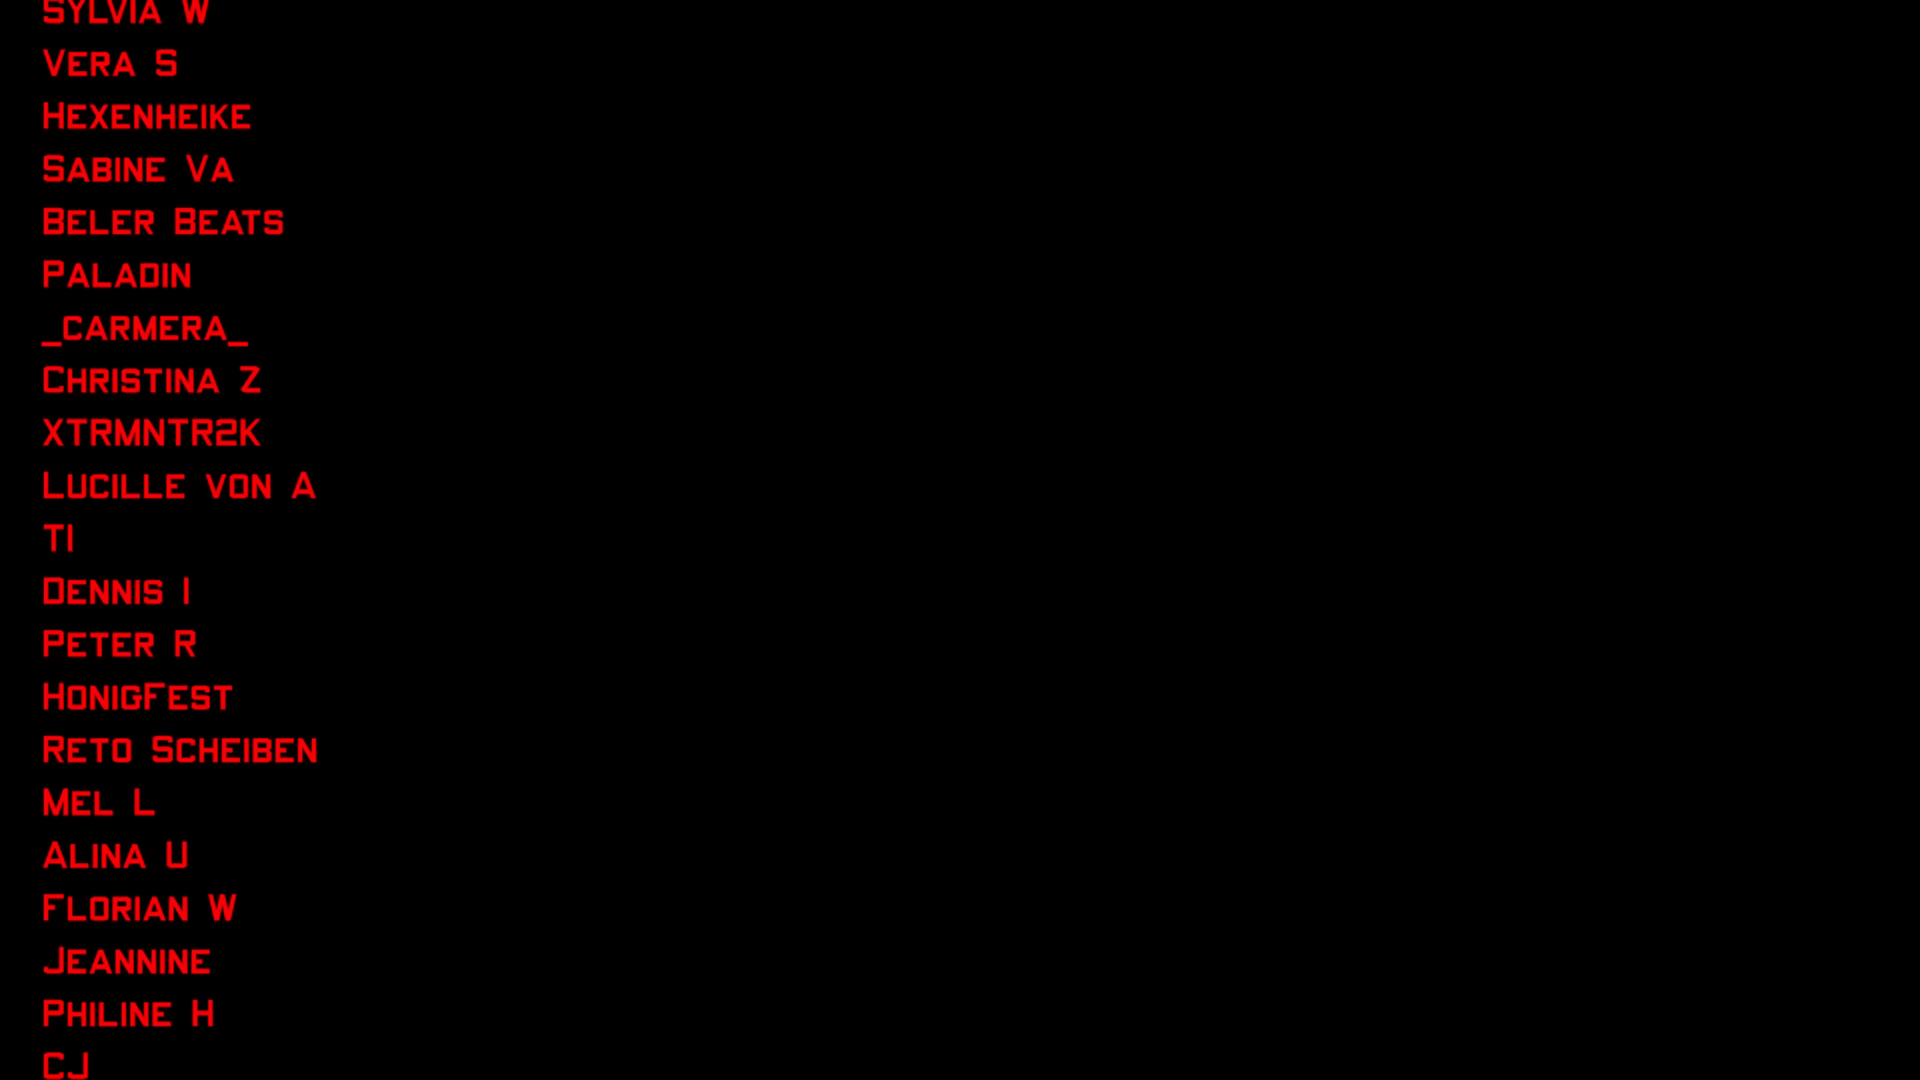 Sylvia W
Vera S
Hexenheike
Sabine Va
Beler Beats
Paladin
_carmera_
Christina Z
XTRMNTR2K
Lucille von A
TI
Dennis I
Peter R
HonigFest
Reto Scheiben
Mel L
Alina U
Florian W
Jeannine
Philine H
CJ